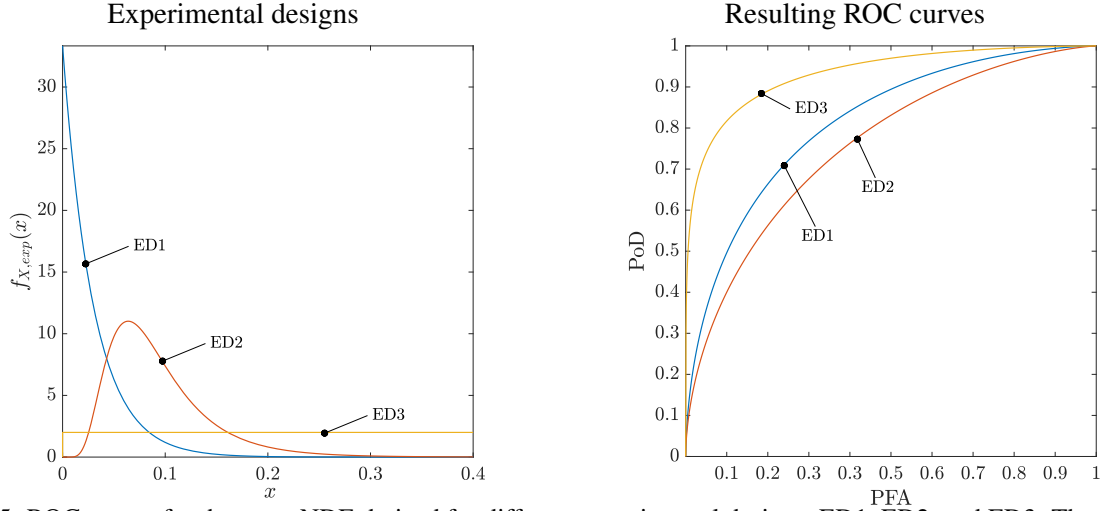 Experimental designs
Resulting ROC curves
30
25
20
15
10
5
0
f_{X,exp}(x)
ED1
ED2
ED3
0 0.1 0.2 0.3 0.4
x
1
0.9
0.8
0.7
0.6
0.5
0.4
0.3
0.2
0.1
0
PoD
ED3
ED2
ED1
0.1 0.2 0.3 0.3 0.5 0.6 0.7 0.8 0.9 1
PFA